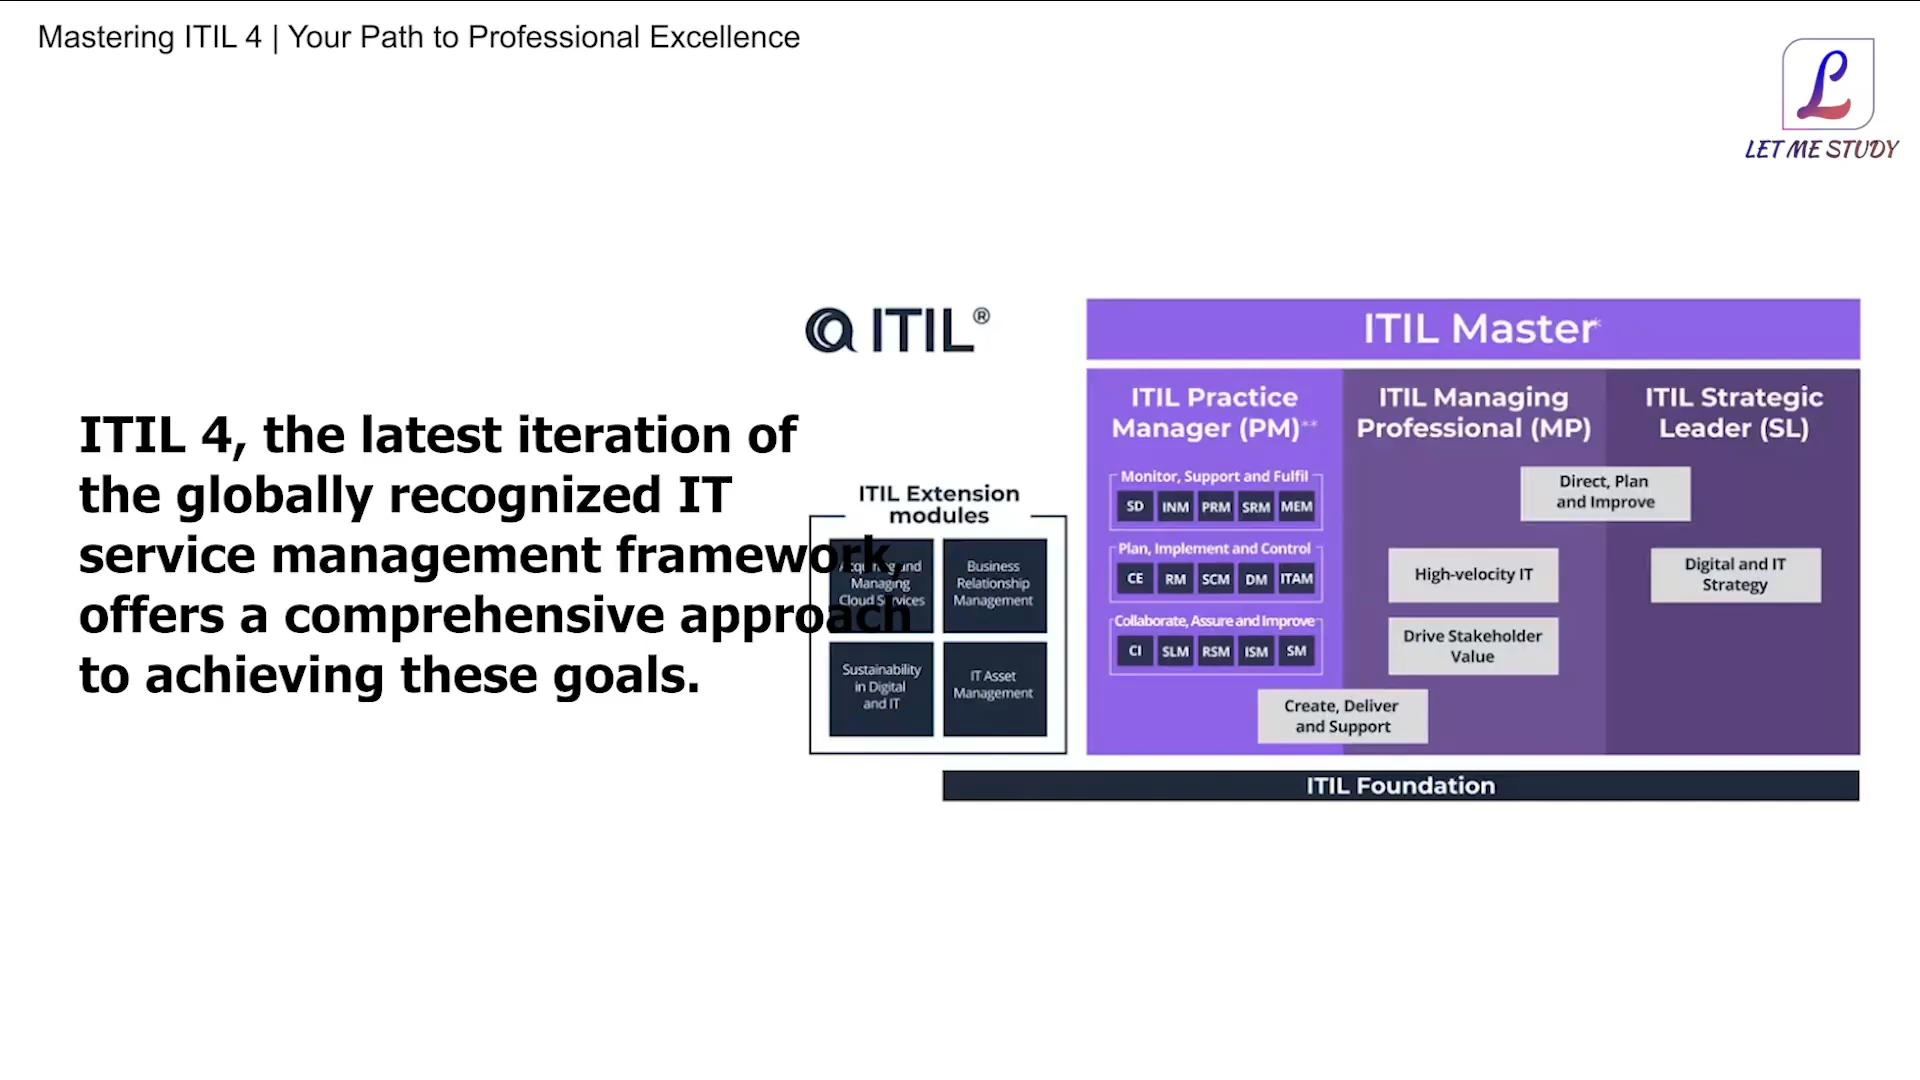 Mastering ITIL 4 | Your Path to Professional Excellence
L
LET ME STUDY
ITIL 4, the latest iteration of
the globally recognized IT
service management framework,
offers a comprehensive approach
to achieving these goals.
ITIL®
ITIL Extension
modules
Acquiring and
Managing
Cloud Services
Business
Relationship
Management
Sustainability
in Digital
and IT
IT Asset
Management
ITIL Master*
ITIL Practice
Manager (PM)**
Monitor, Support and Fulfil
SD INM PRM SRM MEM
Plan, Implement and Control
CE RM SCM DM ITAM
Collaborate, Assure and Improve
CI SLM RSM ISM SM
ITIL Managing
Professional (MP)
ITIL Strategic
Leader (SL)
Direct, Plan
and Improve
High-velocity IT
Digital and IT
Strategy
Drive Stakeholder
Value
Create, Deliver
and Support
ITIL Foundation